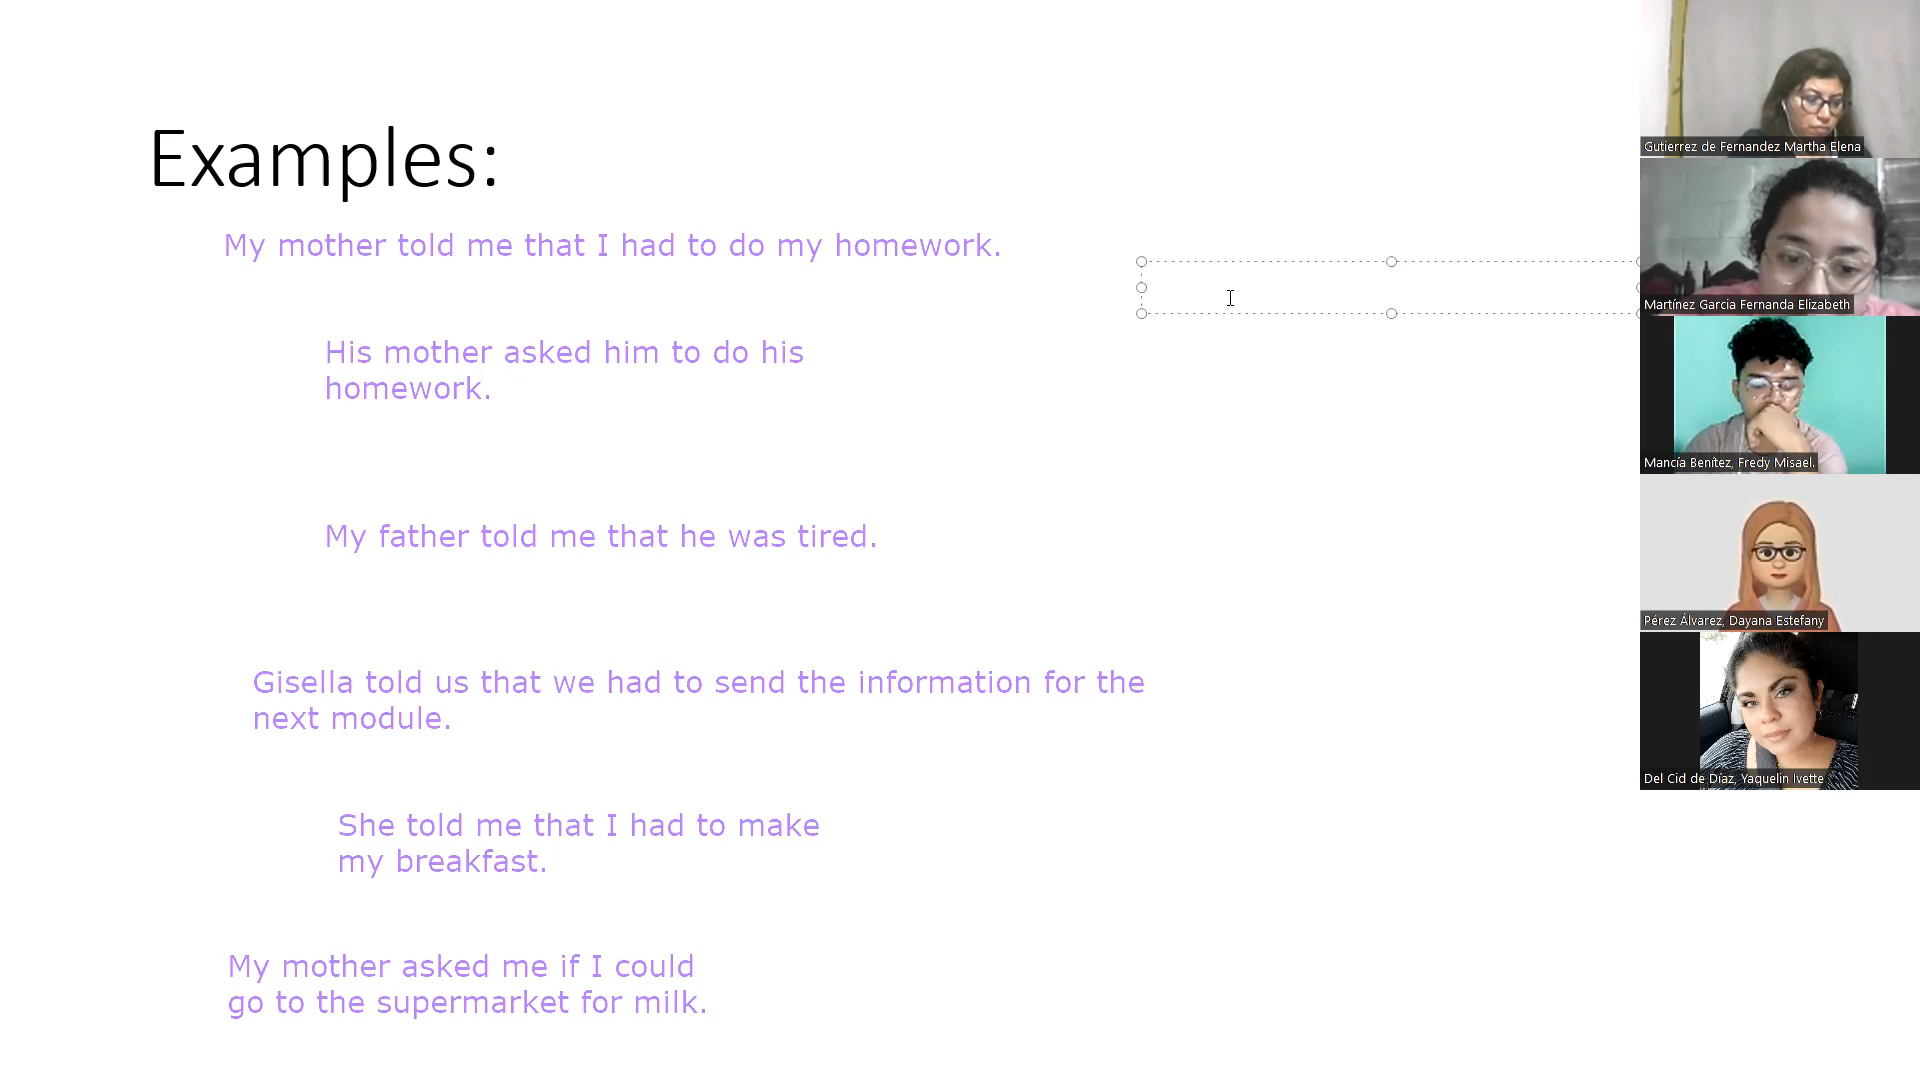 Examples:
My mother told me that I had to do my homework.
His mother asked him to do his
homework.
My father told me that he was tired.
Gisella told us that we had to send the information for the
next module.
She told me that I had to make
my breakfast.
My mother asked me if I could
go to the supermarket for milk.
Gutierrez de Fernandez Martha Elena
Martínez Garcia Fernanda Elizabeth
Mancía Benítez, Fredy Misael.
Pérez Álvarez, Dayana Estefany
Del Cid de Díaz, Yaquelin Ivette